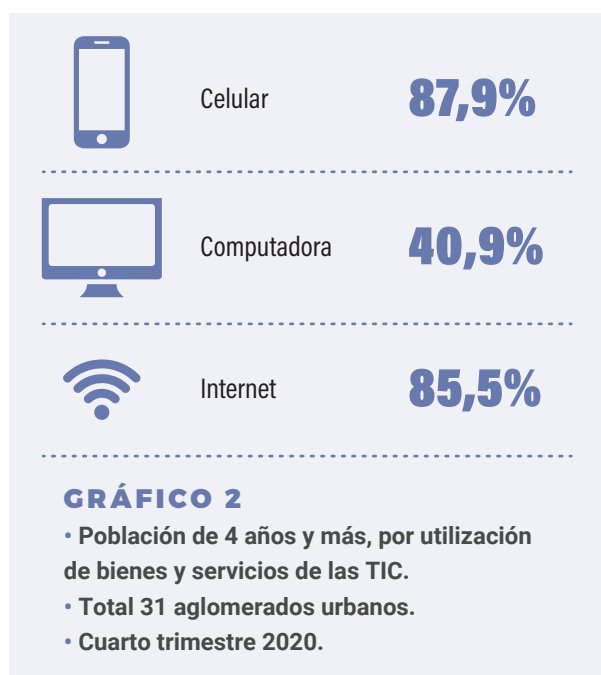 Celular 87,9%
Computadora 40,9%
Internet 85,5%
GRÁFICO 2
• Población de 4 años y más, por utilización
de bienes y servicios de las TIC.
• Total 31 aglomerados urbanos.
• Cuarto trimestre 2020.